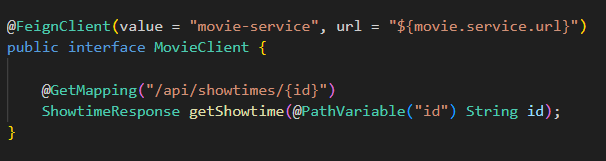 @FeignClient(value = "movie-service", url = "${movie.service.url}")
public interface MovieClient {
@GetMapping("/api/showtimes/{id}")
ShowtimeResponse getShowtime(@PathVariable("id") String id);
}